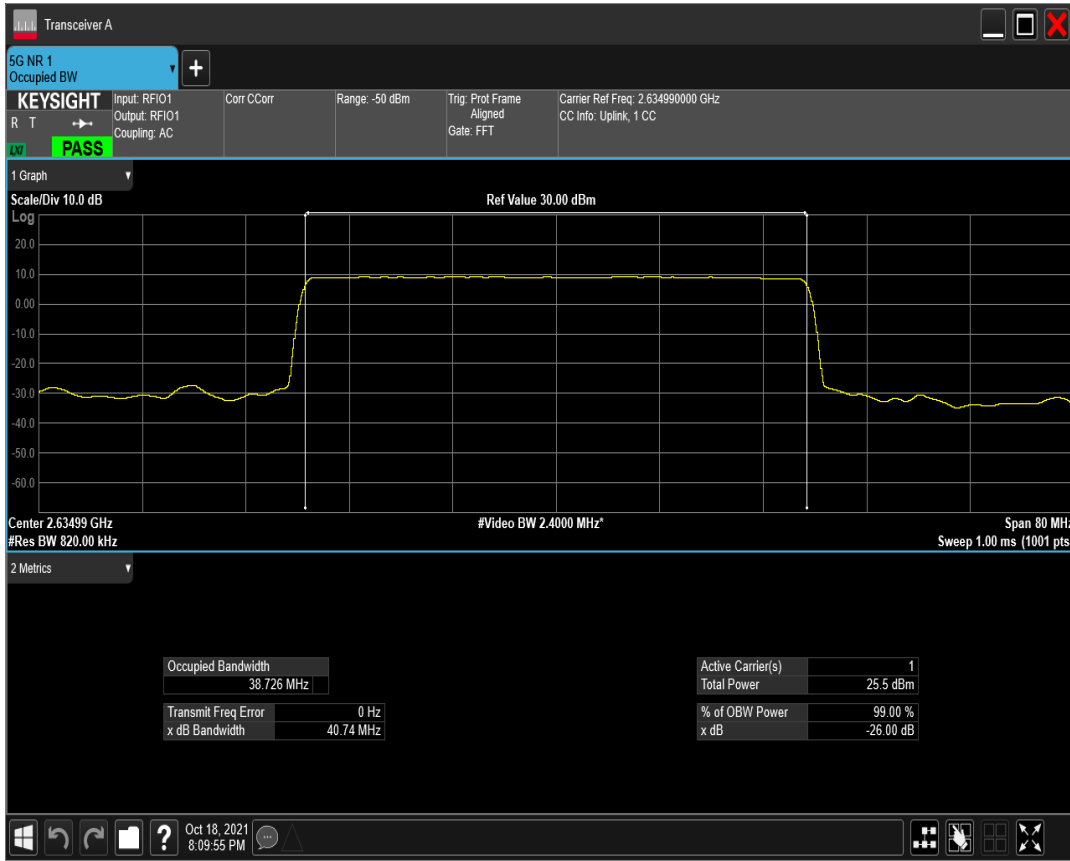 Transceiver A
5G NR 1
Occupied BW
+
KEYSIGHT
R T
LXI
PASS
Input: RFIO1
Output: RFIO1
Coupling: AC
Corr CCorr
Range: -50 dBm
Trig: Prot Frame
Aligned
Gate: FFT
Carrier Ref Freq: 2.634990000 GHz
CC Info: Uplink, 1 CC
1 Graph
Scale/Div 10.0 dB
Ref Value 30.00 dBm
Log
20.0
10.0
0.00
-10.0
-20.0
-30.0
-40.0
-50.0
-60.0
Center 2.63499 GHz
#Video BW 2.4000 MHz*
Span 80 MHz
#Res BW 820.00 kHz
Sweep 1.00 ms (1001 pts
2 Metrics
Occupied Bandwidth
38.726 MHz
Transmit Freq Error 0 Hz
x dB Bandwidth 40.74 MHz
Active Carrier(s) 1
Total Power 25.5 dBm
% of OBW Power 99.00 %
x dB -26.00 dB
?
Oct 18, 2021
8:09:55 PM